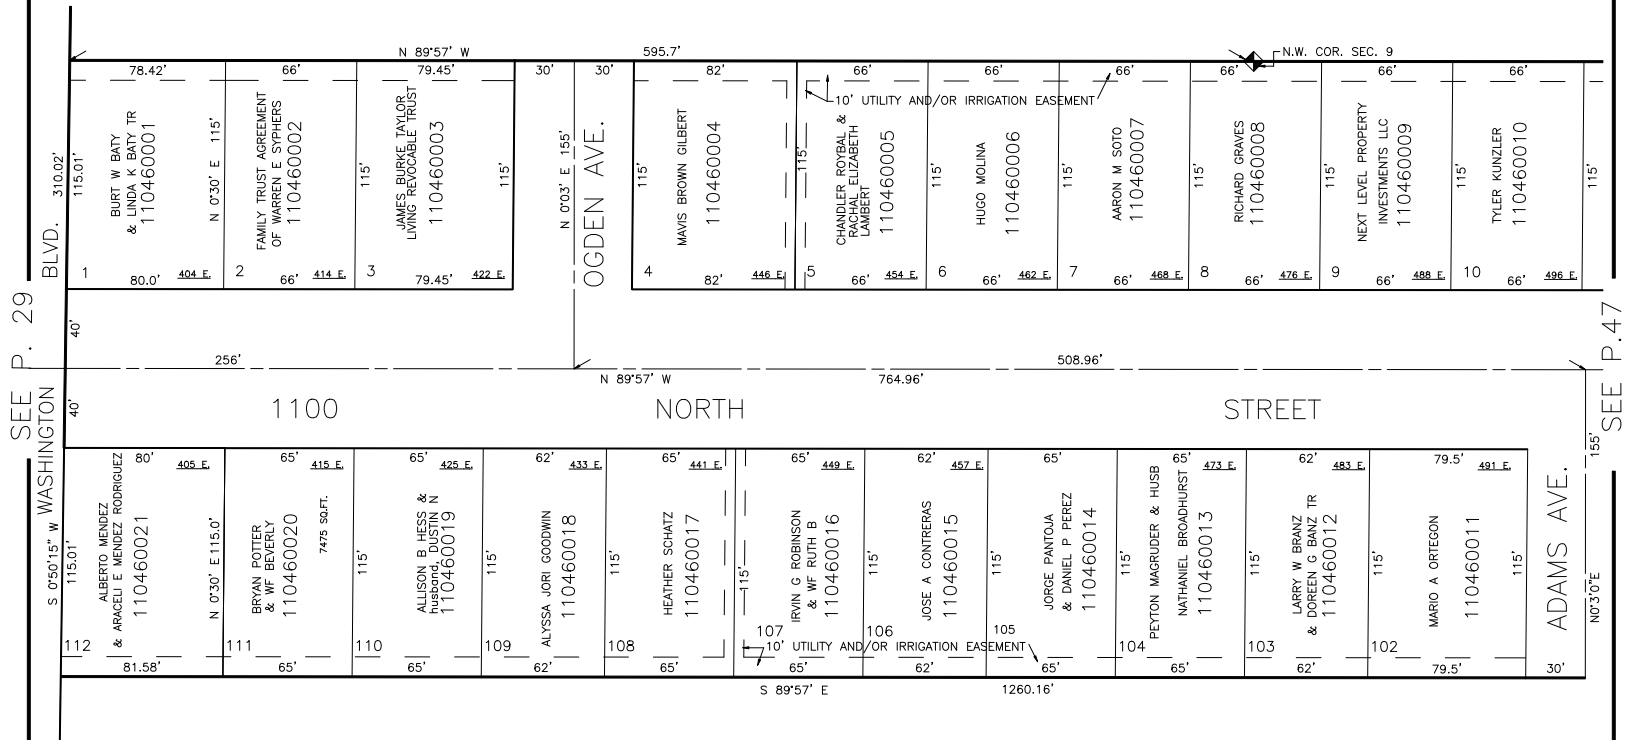 N 89°57' W
595.7'
N.W. COR. SEC. 9
78.42'
66'
79.45'
30'
30'
82'
66'
66'
66'
66'
66'
66'
10' UTILITY AND/OR IRRIGATION EASEMENT
310.02'
115.01'
BURT W BATY
& LINDA K BATY TR
110460001
N 0°30' E 115'
FAMILY TRUST AGREEMENT
OF WARREN E SYPHERS
110460002
115'
JAMES BURKE TAYLOR
LIVING REVOCABLE TRUST
110460003
115'
N 0°03' E 155'
OGDEN AVE.
115'
MAVIS BROWN GILBERT
110460004
115'
CHANDLER ROYBAL &
RACHAL ELIZABETH
LAMBERT
110460005
115'
HUGO MOLINA
110460006
115'
AARON M SOTO
110460007
115'
RICHARD GRAVES
110460008
115'
NEXT LEVEL PROPERTY
INVESTMENTS LLC
110460009
115'
TYLER KUNZLER
110460010
115'
1
80.0'
404 E.
2
66'
414 E.
3
79.45'
422 E.
4
82'
446 E.
5
66'
454 E.
6
66'
462 E.
7
66'
468 E.
8
66'
476 E.
9
66'
488 E.
10
66'
496 E.
SEE P. 29
WASHINGTON BLVD.
40'
40'
256'
508.96'
N 89°57' W
764.96'
1100 NORTH STREET
SEE P.47
80'
405 E.
65'
415 E.
65'
425 E.
62'
433 E.
65'
441 E.
65'
449 E.
62'
457 E.
65'
65'
473 E.
62'
483 E.
79.5'
491 E.
155'
S 0°50'15" W
115.01'
ALBERTO MENDEZ
& ARACELI E MENDEZ RODRIGUEZ
110460021
N 0°30' E 115.0'
BRYAN POTTER
& WF BEVERLY
110460020
7475 SQ.FT.
115'
ALLISON B HESS &
husband, DUSTIN N
110460019
115'
ALYSSA JORI GOODWIN
110460018
115'
HEATHER SCHATZ
110460017
115'
IRVIN G ROBINSON
& WF RUTH B
110460016
115'
JOSE A CONTRERAS
110460015
115'
JORGE PANTOJA
& DANIEL P PEREZ
110460014
115'
PEYTON MAGRUDER & HUSB
NATHANIEL BROADHURST
110460013
115'
LARRY W BRANZ
& DOREEN G BANZ TR
110460012
115'
MARIO A ORTEGON
110460011
115'
ADAMS AVE.
N0°3'0"E
112
111
110
109
108
107
106
105
104
103
102
10' UTILITY AND/OR IRRIGATION EASEMENT
81.58'
65'
65'
62'
65'
65'
62'
65'
65'
62'
79.5'
30'
S 89°57' E
1260.16'